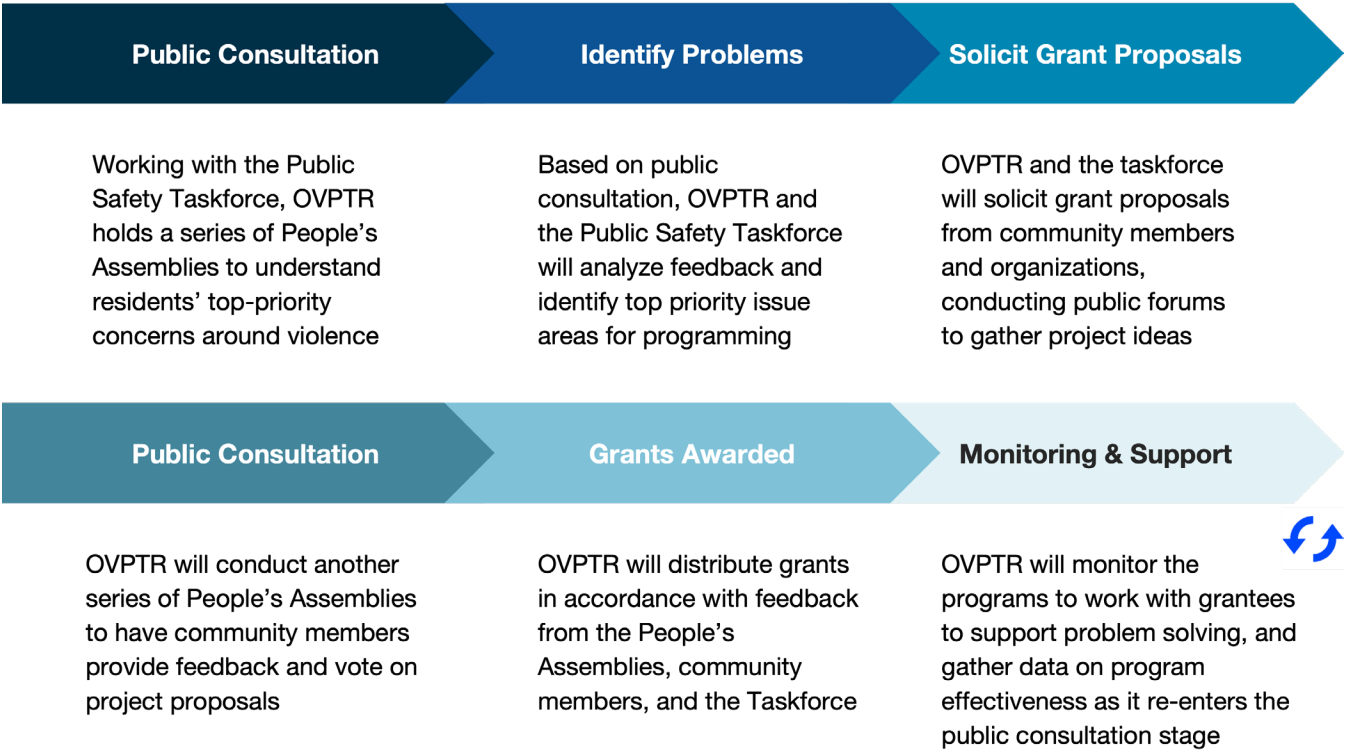 Public Consultation
Identify Problems
Solicit Grant Proposals
Working with the Public
Safety Taskforce, OVPTR
holds a series of People’s
Assemblies to understand
residents’ top-priority
concerns around violence
Based on public
consultation, OVPTR and
the Public Safety Taskforce
will analyze feedback and
identify top priority issue
areas for programming
OVPTR and the taskforce
will solicit grant proposals
from community members
and organizations,
conducting public forums
to gather project ideas
Public Consultation
Grants Awarded
Monitoring & Support
OVPTR will conduct another
series of People’s Assemblies
to have community members
provide feedback and vote on
project proposals
OVPTR will distribute grants
in accordance with feedback
from the People’s
Assemblies, community
members, and the Taskforce
OVPTR will monitor the
programs to work with grantees
to support problem solving, and
gather data on program
effectiveness as it re-enters the
public consultation stage